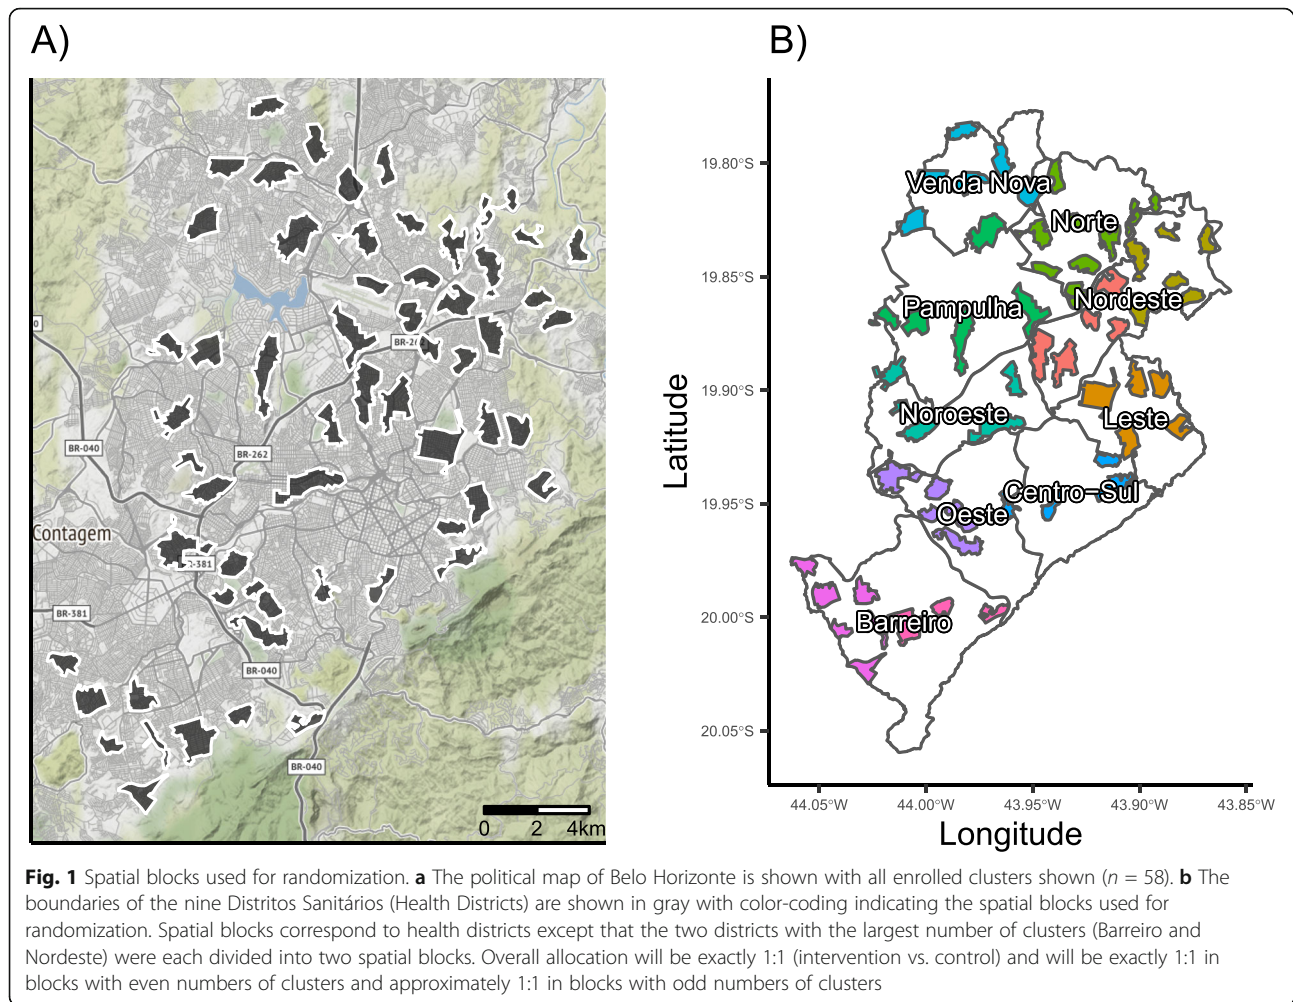 A)
B)
BR-262
BR-040
BR-262
Contagem
BR-381
BR-040
BR-040
0 2 4km
Latitude
19.80°S
19.85°S
19.90°S
19.95°S
20.00°S
20.05°S
Venda Nova
Norte
Pampulha
Nordeste
Noroeste
Leste
Centro-Sul
Oeste
Barreiro
44.05°W 44.00°W 43.95°W 43.90°W 43.85°W
Longitude
Fig. 1 Spatial blocks used for randomization. a The political map of Belo Horizonte is shown with all enrolled clusters shown (n = 58). b The
boundaries of the nine Distritos Sanitários (Health Districts) are shown in gray with color-coding indicating the spatial blocks used for
randomization. Spatial blocks correspond to health districts except that the two districts with the largest number of clusters (Barreiro and
Nordeste) were each divided into two spatial blocks. Overall allocation will be exactly 1:1 (intervention vs. control) and will be exactly 1:1 in
blocks with even numbers of clusters and approximately 1:1 in blocks with odd numbers of clusters